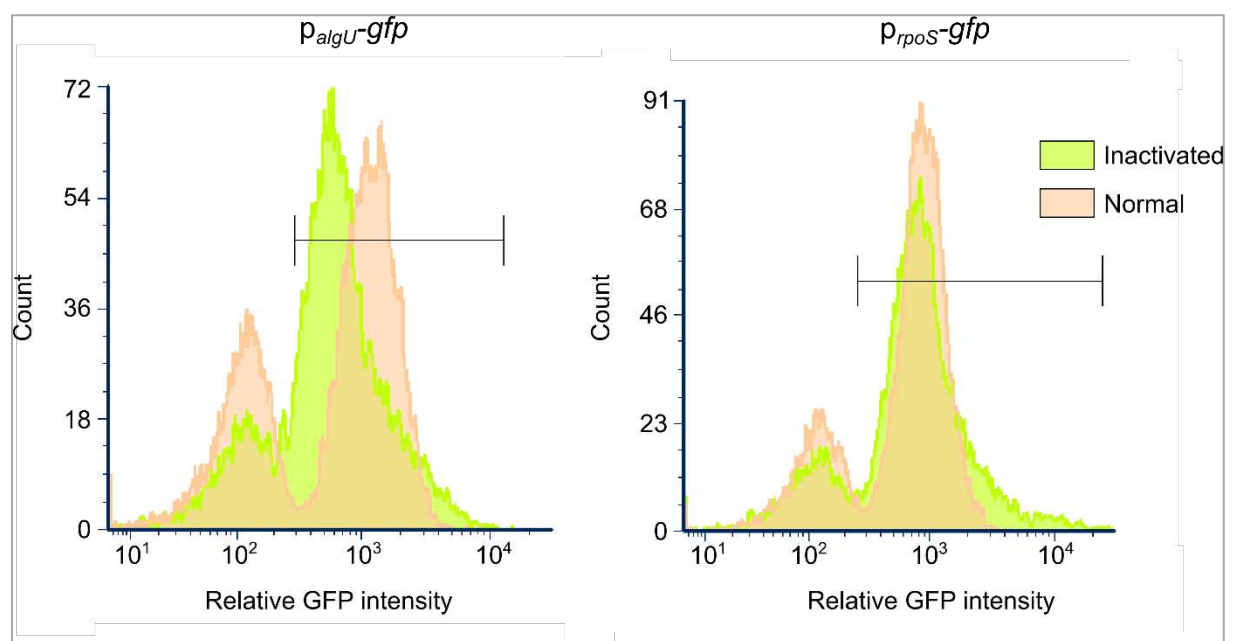 palgU-gfp
72
54
36
18
0
Count
10¹ 10² 10³ 10⁴
Relative GFP intensity
prpoS-gfp
91
68
46
23
0
Count
10¹ 10² 10³ 10⁴
Relative GFP intensity
Inactivated
Normal